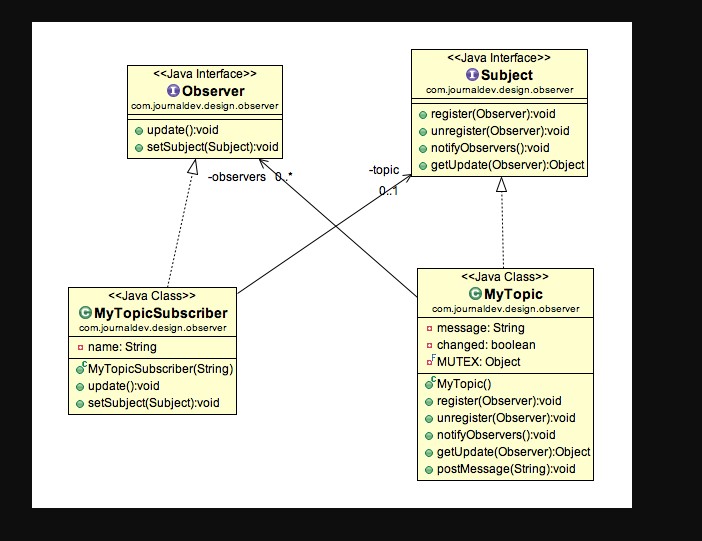 <<Java Interface>>
Observer
com.journaldev.design.observer
update():void
setSubject(Subject):void
<<Java Interface>>
Subject
com.journaldev.design.observer
register(Observer):void
unregister(Observer):void
notifyObservers():void
getUpdate(Observer):Object
-observers 0..*
-topic
0..1
<<Java Class>>
MyTopicSubscriber
com.journaldev.design.observer
name: String
MyTopicSubscriber(String)
update():void
setSubject(Subject):void
<<Java Class>>
MyTopic
com.journaldev.design.observer
message: String
changed: boolean
MUTEX: Object
MyTopic()
register(Observer):void
unregister(Observer):void
notifyObservers():void
getUpdate(Observer):Object
postMessage(String):void